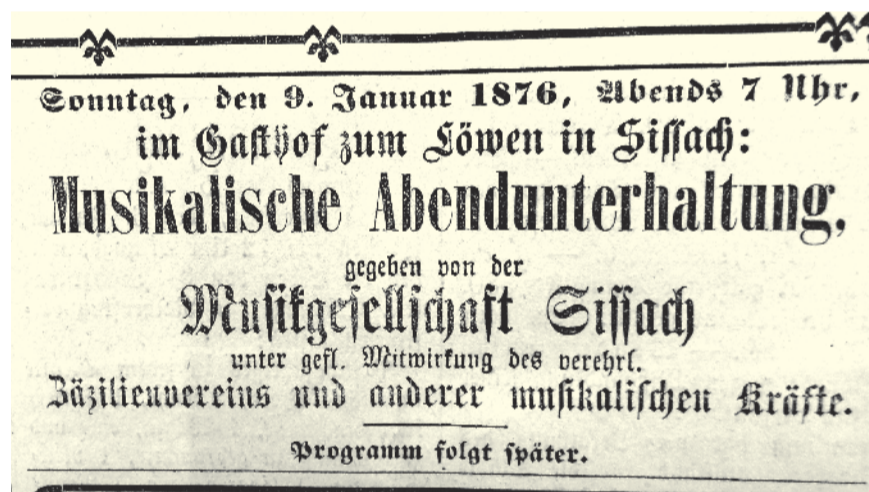 Sonntag, den 9. Januar 1876, Abends 7 Uhr,
im Gasthof zum Löwen in Sissach:
Musikalische Abendunterhaltung,
gegeben von der
Musikgesellschaft Sissach
unter gefl. Mitwirkung des verehrl.
Zäzilienvereins und anderer musikalischen Kräfte.
Programm folgt später.